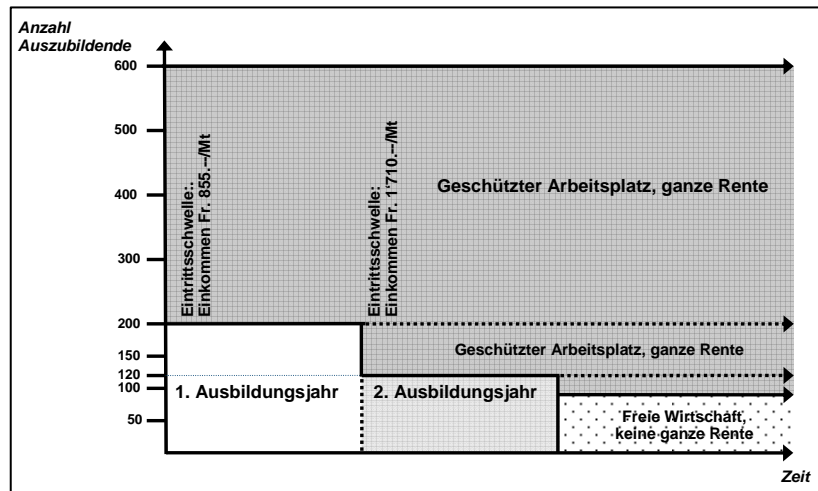 Anzahl
Auszubildende
600
500
400
300
200
150
120
100
50
Eintrittsschwelle:.
Einkommen Fr. 855.--/Mt
Eintrittsschwelle:
Einkommen Fr. 1'710.--/Mt
Geschützter Arbeitsplatz, ganze Rente
Geschützter Arbeitsplatz, ganze Rente
1. Ausbildungsjahr
2. Ausbildungsjahr
Freie Wirtschaft,
keine ganze Rente
Zeit